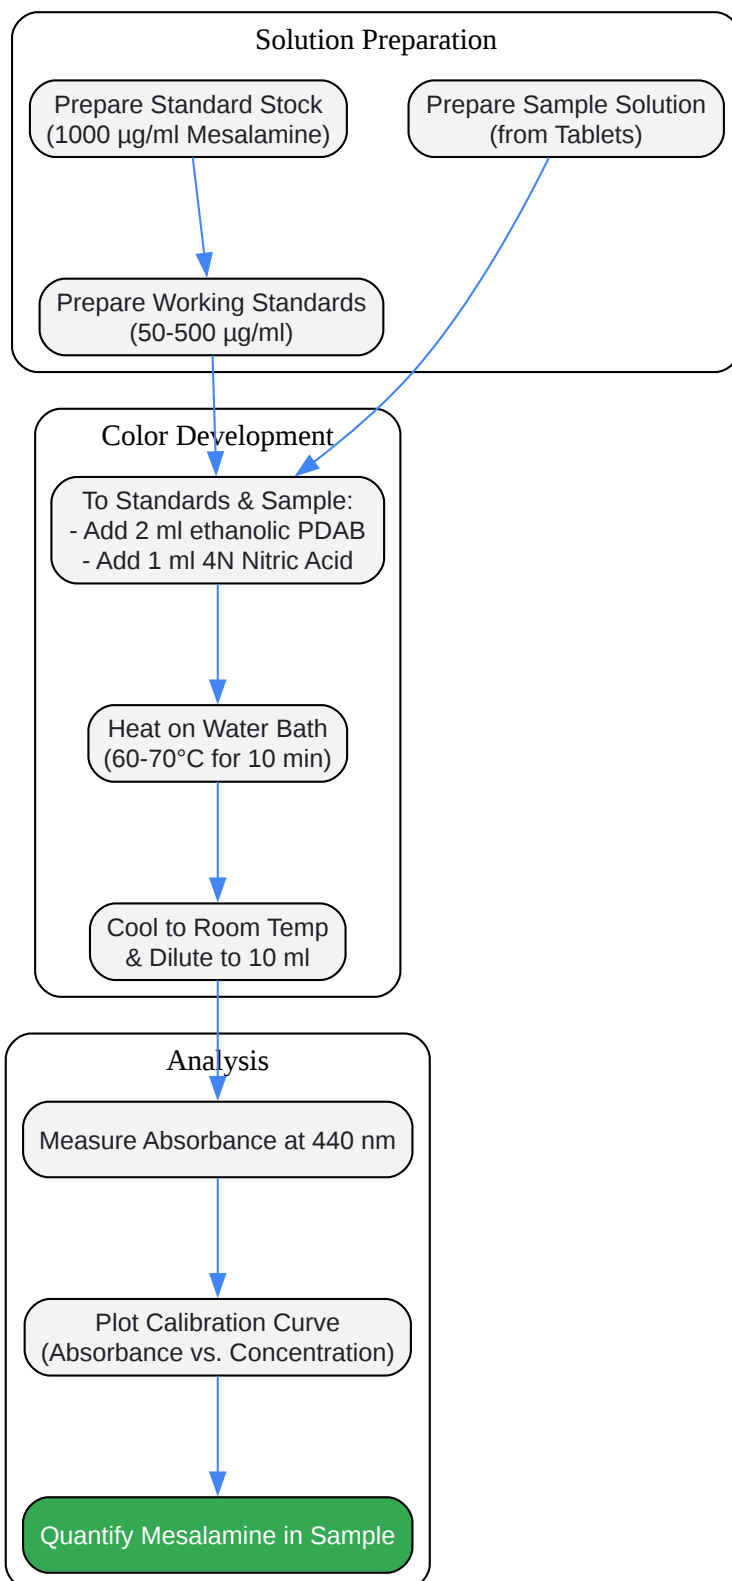 Solution Preparation
Prepare Standard Stock
(1000 µg/ml Mesalamine)
Prepare Sample Solution
(from Tablets)
Prepare Working Standards
(50-500 µg/ml)
Color Development
To Standards & Sample:
- Add 2 ml ethanolic PDAB
- Add 1 ml 4N Nitric Acid
Heat on Water Bath
(60-70°C for 10 min)
Cool to Room Temp
& Dilute to 10 ml
Analysis
Measure Absorbance at 440 nm
Plot Calibration Curve
(Absorbance vs. Concentration)
Quantify Mesalamine in Sample